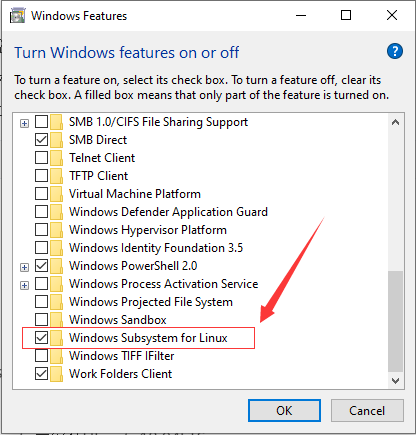 Windows Features
Turn Windows features on or off
To turn a feature on, select its check box. To turn a feature off, clear its
check box. A filled box means that only part of the feature is turned on.
SMB 1.0/CIFS File Sharing Support
SMB Direct
Telnet Client
TFTP Client
Virtual Machine Platform
Windows Defender Application Guard
Windows Hypervisor Platform
Windows Identity Foundation 3.5
Windows PowerShell 2.0
Windows Process Activation Service
Windows Projected File System
Windows Sandbox
Windows Subsystem for Linux
Windows TIFF IFilter
Work Folders Client
OK
Cancel